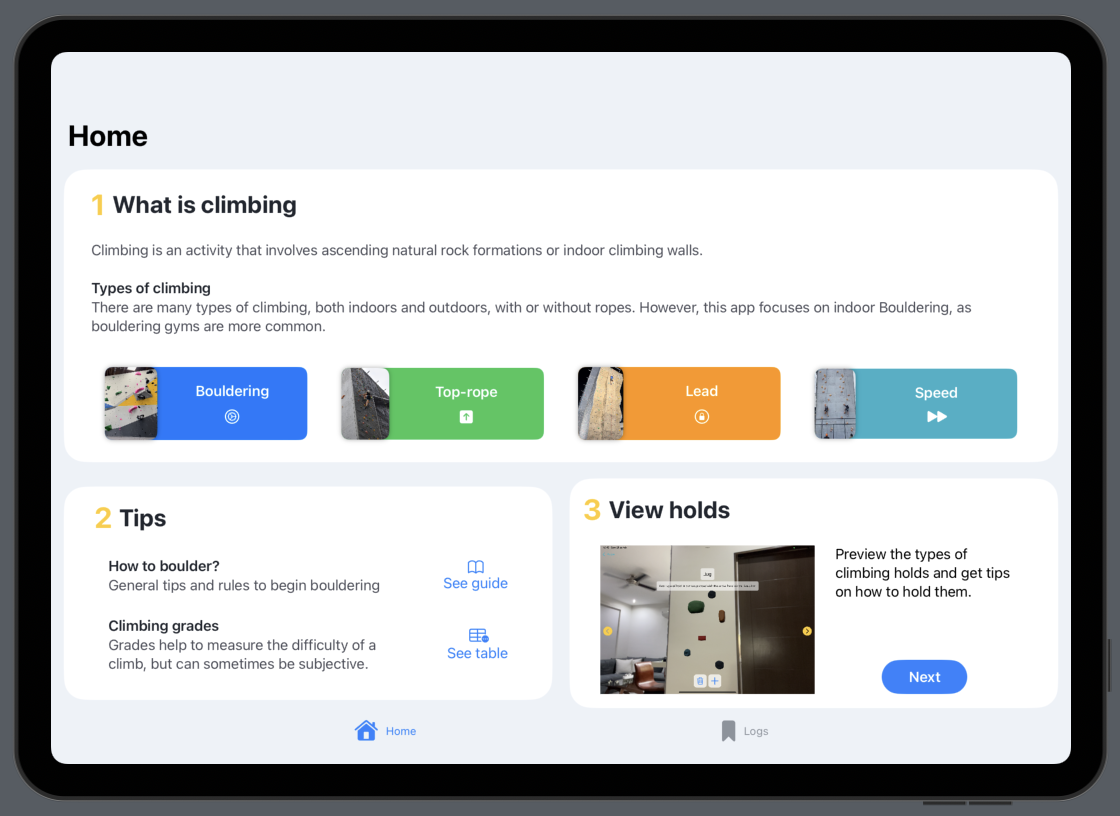 Home
1 What is climbing
Climbing is an activity that involves ascending natural rock formations or indoor climbing walls.
Types of climbing
There are many types of climbing, both indoors and outdoors, with or without ropes. However, this app focuses on indoor Bouldering, as
bouldering gyms are more common.
Bouldering
Top-rope
Lead
Speed
2 Tips
How to boulder?
General tips and rules to begin bouldering
See guide
Climbing grades
Grades help to measure the difficulty of a
climb, but can sometimes be subjective.
See table
3 View holds
Jug
Preview the types of
climbing holds and get tips
on how to hold them.
Next
Home
Logs